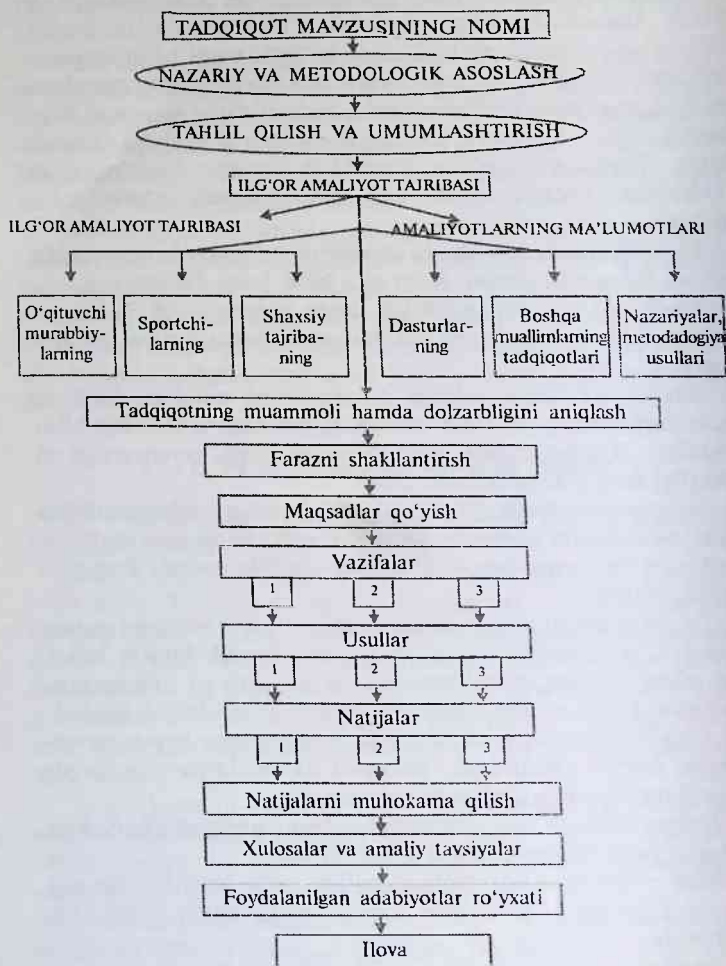 TADQIQUT MAVZUSINING NOMI
NAZARIY VA METODOLOGIK ASOSLASH
TAHLIL QILISH VA UMUMLASHTIRISH
ILG‘OR AMALIYOT TAJRIBASI
ILG‘OR AMALIYOT TAJRIBASI
AMALIYOTLARNING MA'LUMOTLARI
O‘qituvchi
murabbiy-
larning
Sportchi-
larning
Shaxsiy
tajriba-
ning
Dasturlar-
ning
Boshqa
muallimkarning
tadqiqotlari
Nazariyalar,
metodadogiya
usullari
Tadqiqotning muammoli hamda dolzarbligini aniqlash
Farazni shakllantirish
Maqsadlar qo‘yish
Vazifalar
1 2 3
Usullar
1 2 3
Natijalar
1 2 3
Natijalarni muhokama qilish
Xulosalar va amaliy tavsiyalar
Foydalanilgan adabiyotlar ro‘yxati
Ilova